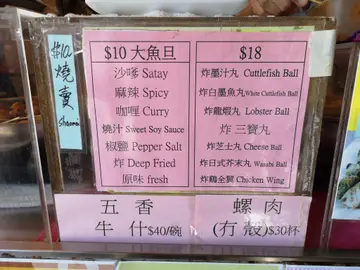 $10 燒賣 shaomi
$10 大魚旦
沙嗲 Satay
麻辣 Spicy
咖喱 Curry
燒汁 Sweet Soy Sauce
椒鹽 Pepper Salt
炸 Deep Fried
原味 fresh
$18
炸墨汁丸 Cuttlefish Ball
炸白墨魚丸 White Cuttlefish Ball
炸龍蝦丸 Lobster Ball
炸 三寶丸
炸芝士丸 Cheese Ball
炸日式芥末丸 Wasabi Ball
炸鷄全翼 Chicken Wing
五 香
牛 什 $40/碗
螺 肉
(冇 殼) $30杯